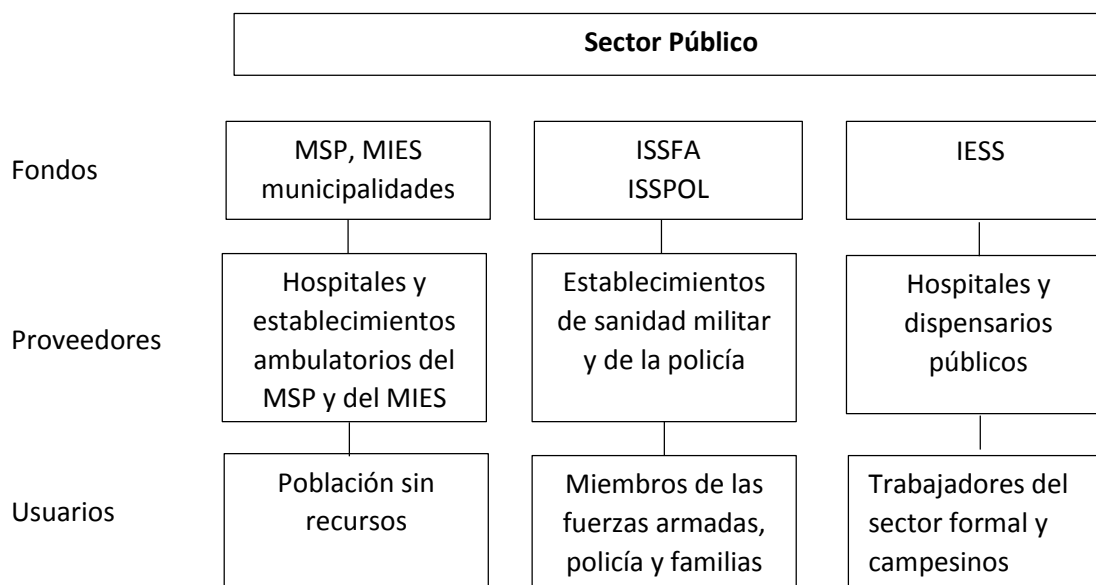 Sector Público
Fondos
MSP, MIES
municipalidades
ISSFA
ISSPOL
IESS
Proveedores
Hospitales y
establecimientos
ambulatorios del
MSP y del MIES
Establecimientos
de sanidad militar
y de la policía
Hospitales y
dispensarios
públicos
Usuarios
Población sin
recursos
Miembros de las
fuerzas armadas,
policía y familias
Trabajadores del
sector formal y
campesinos